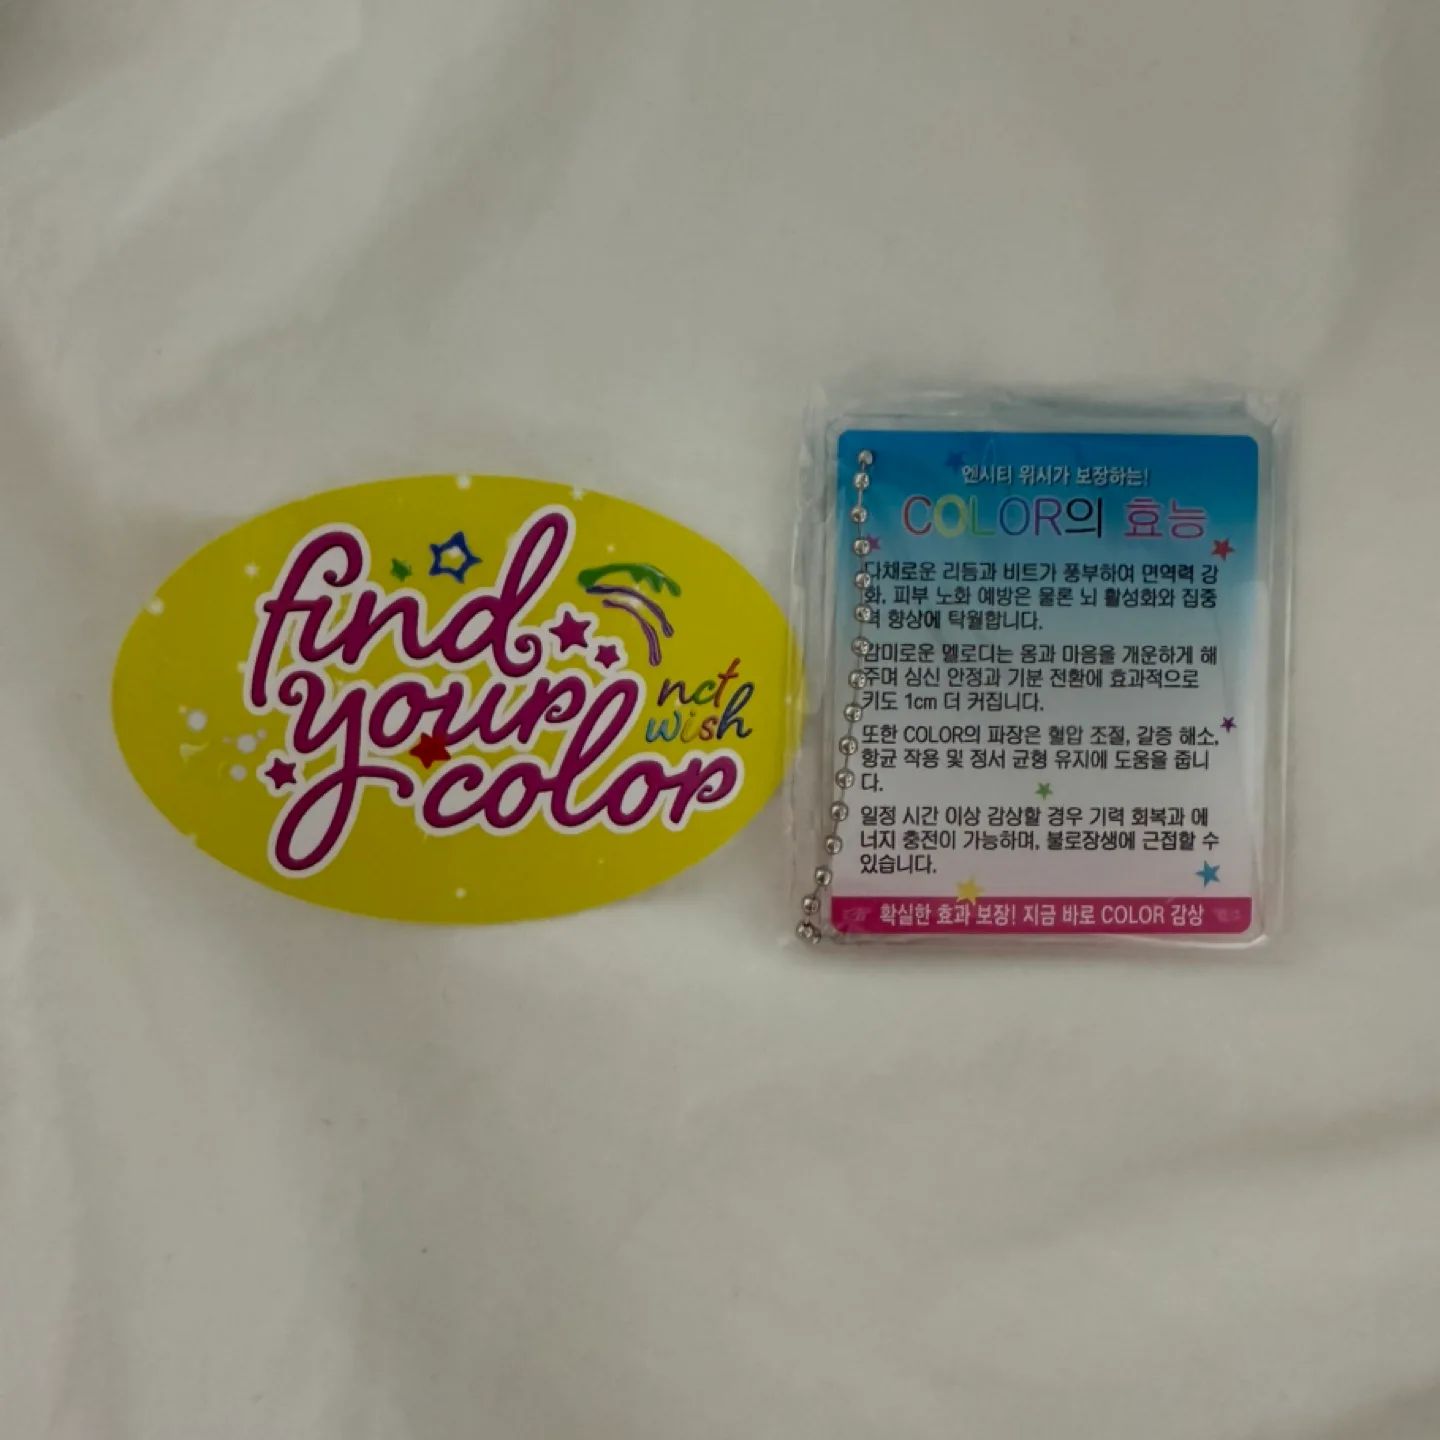 find
your
color
nct
wish
엔시티 위시가 보장하는!
COLOR의 효능
다채로운 리듬과 비트가 풍부하여 면역력 강
화, 피부 노화 예방은 물론 뇌 활성화와 집중
력 향상에 탁월합니다.
감미로운 멜로디는 몸과 마음을 개운하게 해
주며 심신 안정과 기분 전환에 효과적으로
키도 1cm 더 커집니다.
또한 COLOR의 파장은 혈압 조절, 갈증 해소,
항균 작용 및 정서 균형 유지에 도움을 줍니
다.
일정 시간 이상 감상할 경우 기력 회복과 에
너지 충전이 가능하며, 불로장생에 근접할 수
있습니다.
확실한 효과 보장! 지금 바로 COLOR 감상